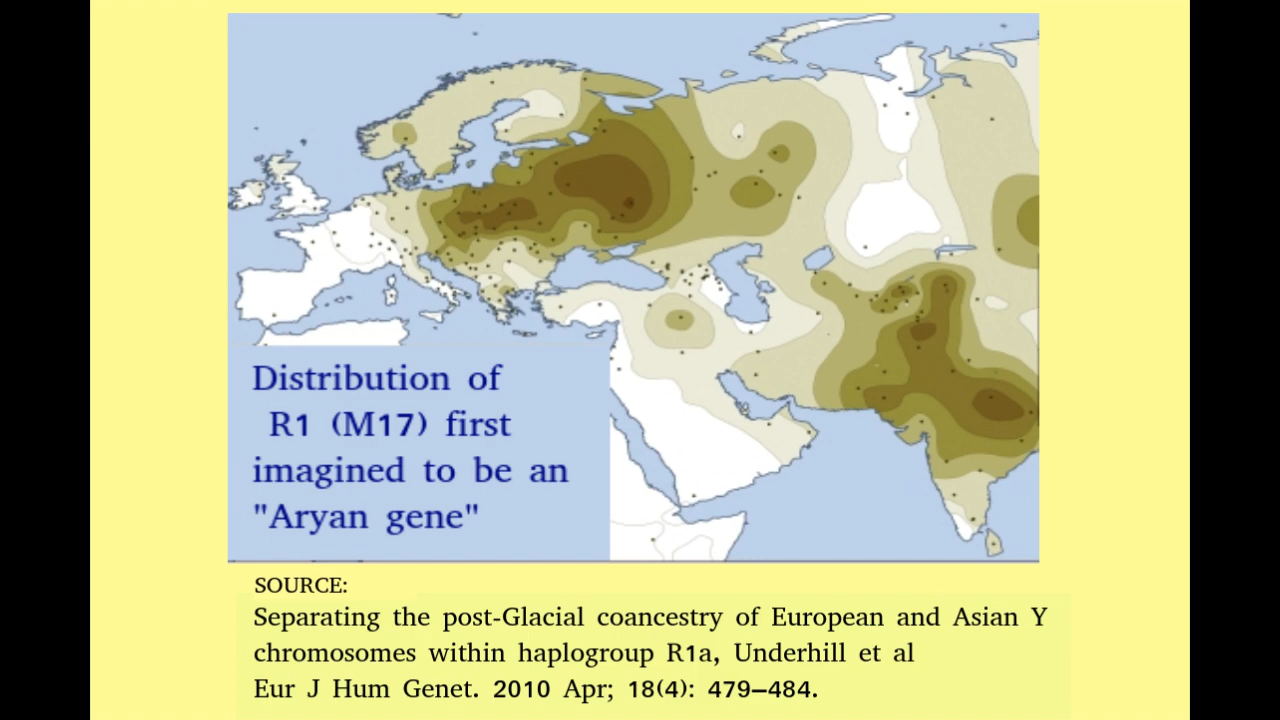 Distribution of
R1 (M17) first
imagined to be an
"Aryan gene"
SOURCE:
Separating the post-Glacial coancestry of European and Asian Y
chromosomes within haplogroup R1a, Underhill et al
Eur J Hum Genet. 2010 Apr; 18(4): 479–484.